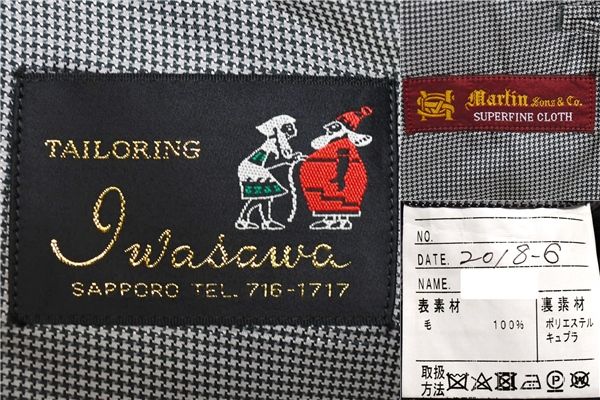 TAILORING
Iwasawa
SAPPORO TEL. 716-1717
Martin Sons & Co.
SUPERFINE CLOTH
NO.
DATE. 2018-6
NAME.
表素材
毛 100%
裏素材
ポリエステル
キュプラ
取扱
方法